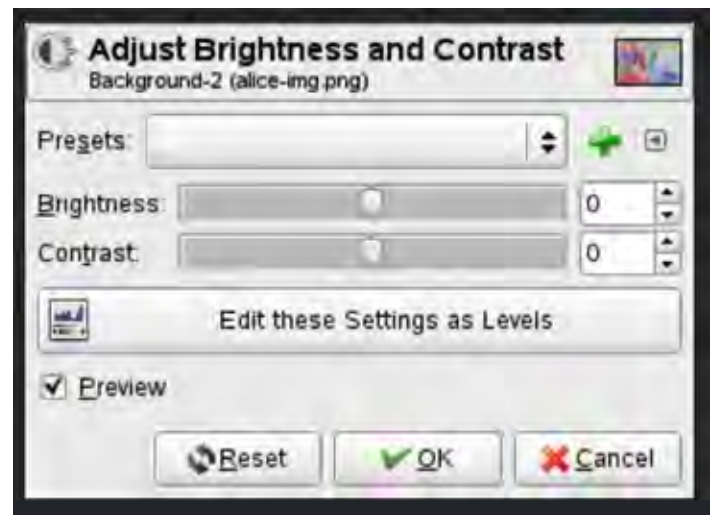 Adjust Brightness and Contrast
Background-2 (alice-img.png)
Presets:
Brightness: 0
Contrast: 0
Edit these Settings as Levels
Preview
Reset OK Cancel